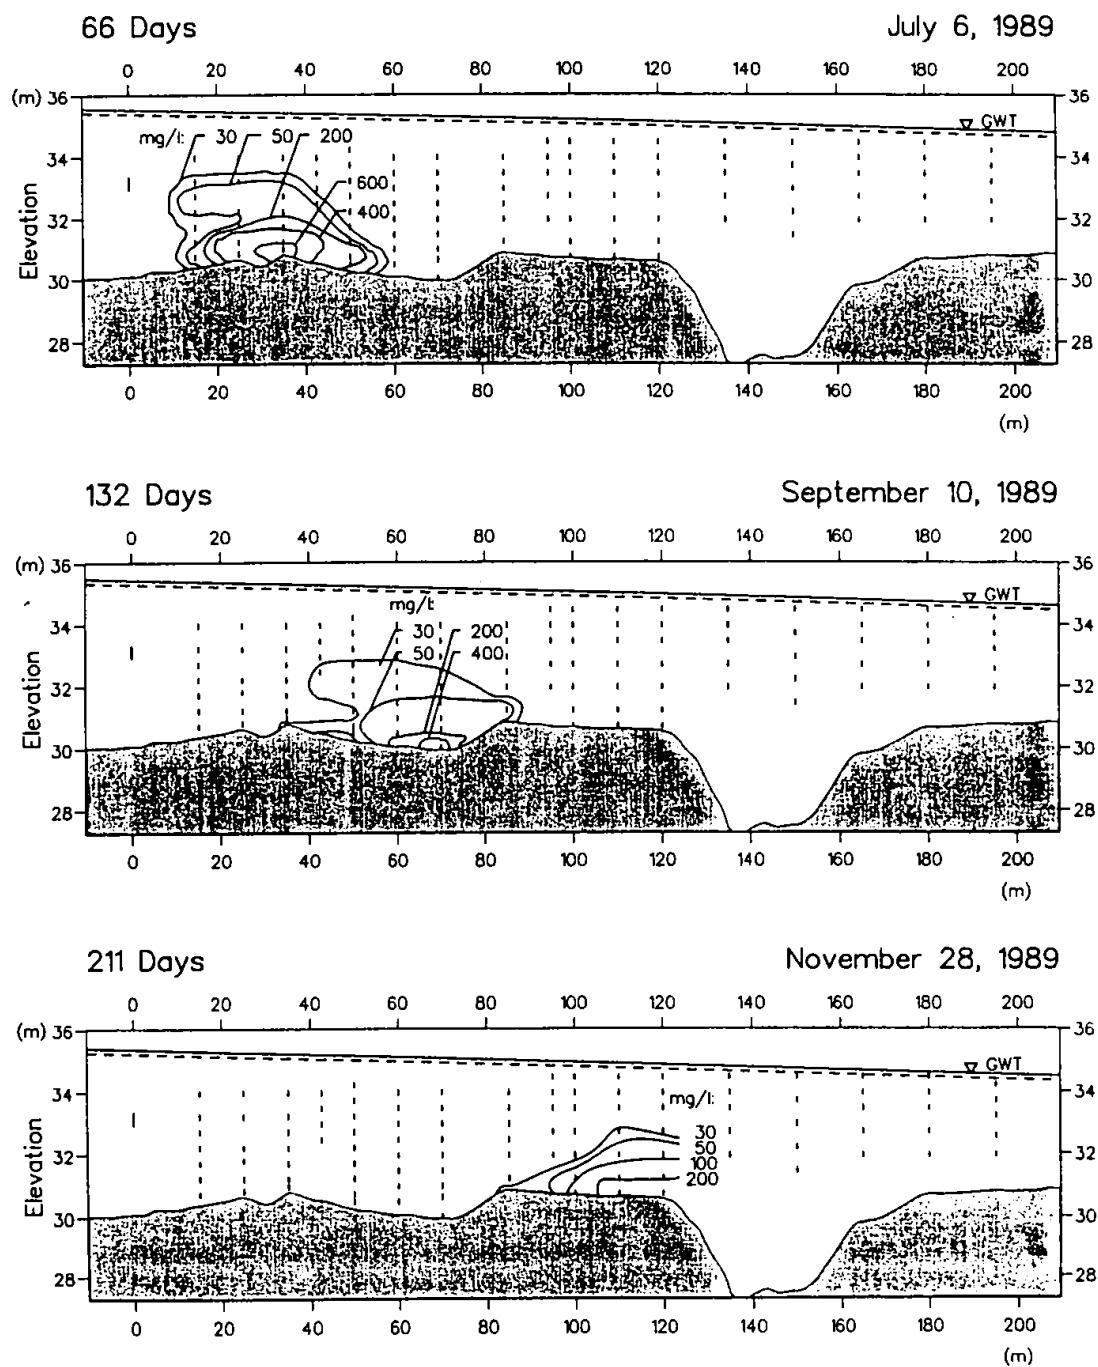 66 Days July 6, 1989
0 20 40 60 80 100 120 140 160 180 200
(m) 36 36
GWT
mg/l: 30 50 200
34 34
600
400
32 32
Elevation
30 30
28 28
0 20 40 60 80 100 120 140 160 180 200
(m)
132 Days September 10, 1989
0 20 40 60 80 100 120 140 160 180 200
(m) 36 36
GWT
mg/l:
34 34
30 200
50 400
32 32
Elevation
30 30
28 28
0 20 40 60 80 100 120 140 160 180 200
(m)
211 Days November 28, 1989
0 20 40 60 80 100 120 140 160 180 200
(m) 36 36
GWT
34 mg/l: 34
30
50
32 100 32
200
Elevation
30 30
28 28
0 20 40 60 80 100 120 140 160 180 200
(m)